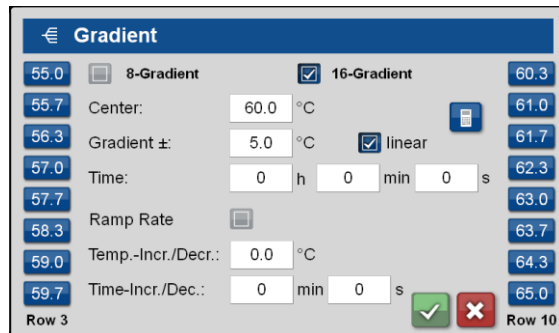 Gradient
55.0 8-Gradient 16-Gradient 60.3
55.7 Center: 60.0 °C 61.0
56.3 Gradient ±: 5.0 °C linear 61.7
57.0 Time: 0 h 0 min 0 s 62.3
57.7 63.0
58.3 Ramp Rate 63.7
59.0 Temp.-Incr./Decr.: 0.0 °C 64.3
59.7 Time-Incr./Dec.: 0 min 0 s 65.0
Row 3 Row 10